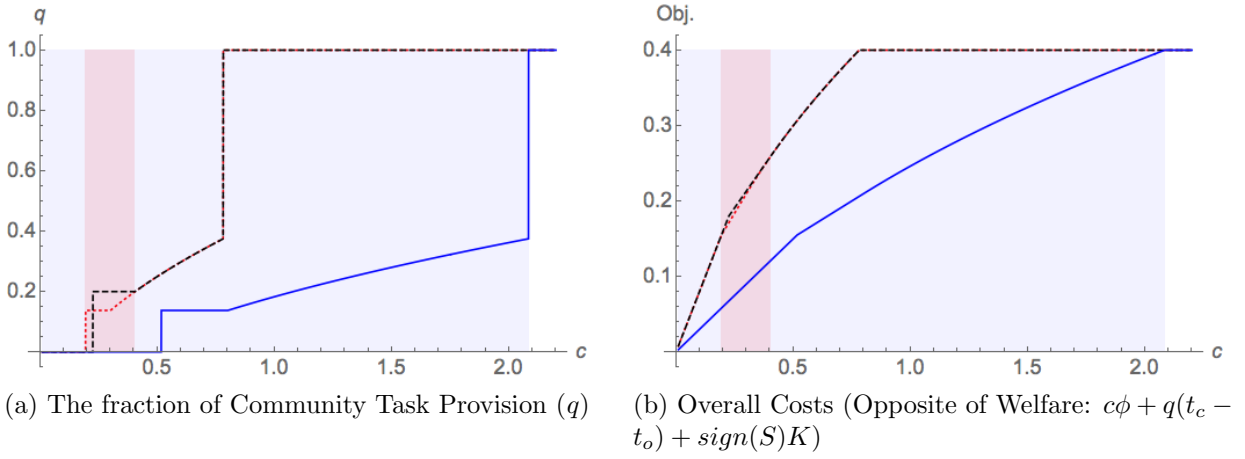 q
1.0
0.8
0.6
0.4
0.2
0.5
1.0
1.5
2.0
c
(a) The fraction of Community Task Provision (q)
Obj.
0.4
0.3
0.2
0.1
0.5
1.0
1.5
2.0
c
(b) Overall Costs (Opposite of Welfare: cϕ + q(t_c −
t_o) + sign(S)K)